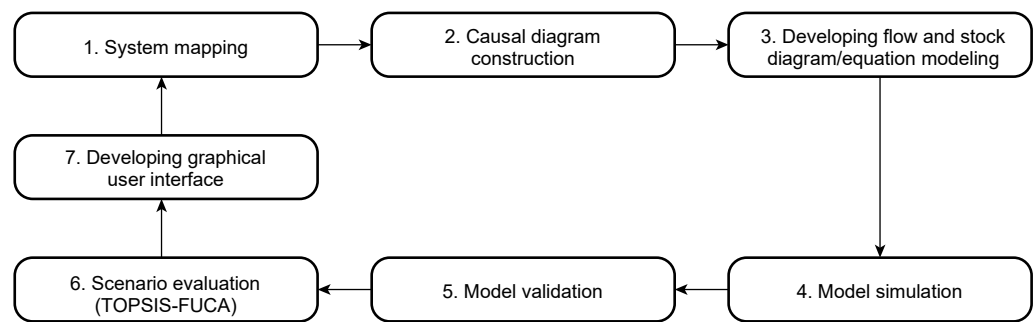 1. System mapping
2. Causal diagram
construction
3. Developing flow and stock
diagram/equation modeling
7. Developing graphical
user interface
6. Scenario evaluation
(TOPSIS-FUCA)
5. Model validation
4. Model simulation